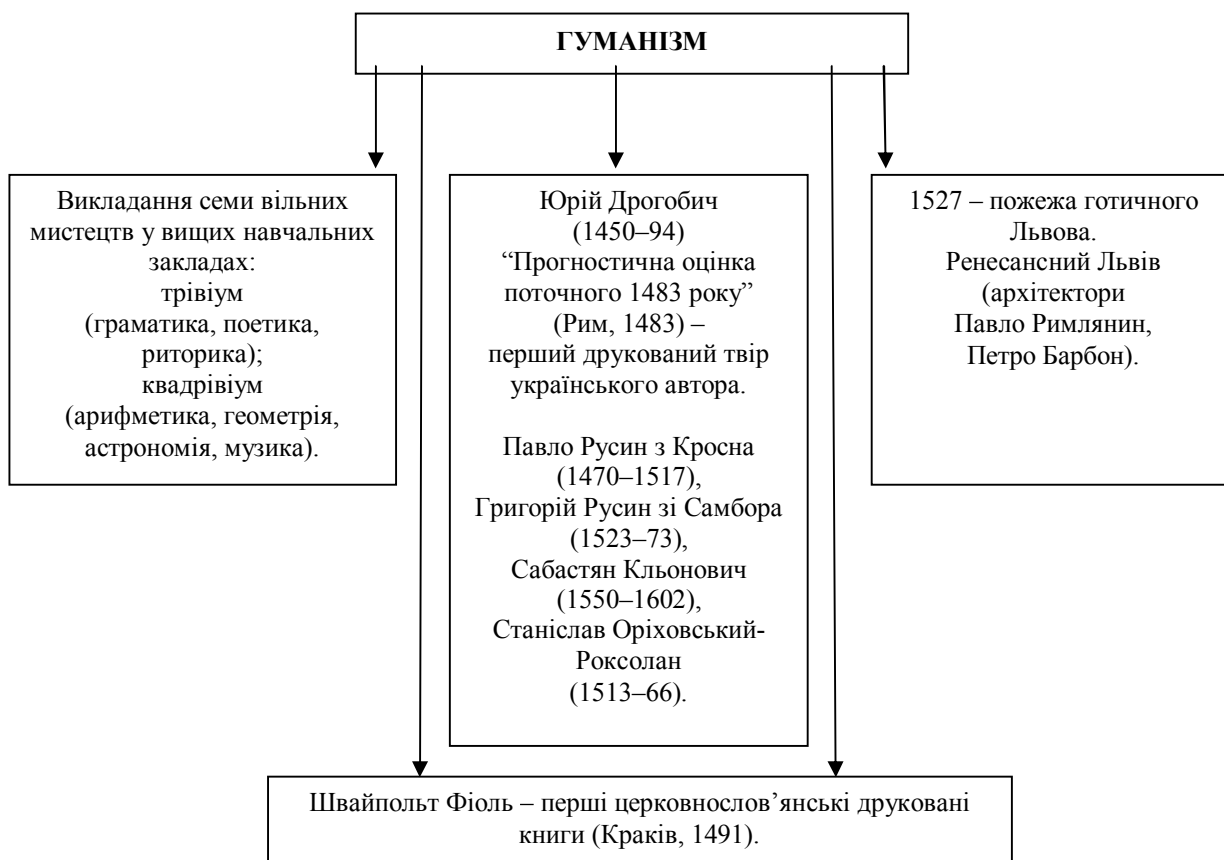 ГУМАНІЗМ
Викладання семи вільних
мистецтв у вищих навчальних
закладах:
трівіум
(граматика, поетика,
риторика);
квадрівіум
(арифметика, геометрія,
астрономія, музика).
Юрій Дрогобич
(1450–94)
“Прогностична оцінка
поточного 1483 року”
(Рим, 1483) –
перший друкований твір
українського автора.
Павло Русин з Кросна
(1470–1517),
Григорій Русин зі Самбора
(1523–73),
Сабастян Кльонович
(1550–1602),
Станіслав Оріховський-
Роксолан
(1513–66).
1527 – пожежа готичного
Львова.
Ренесансний Львів
(архітектори
Павло Римлянин,
Петро Барбон).
Швайпольт Фіоль – перші церковнослов’янські друковані
книги (Краків, 1491).